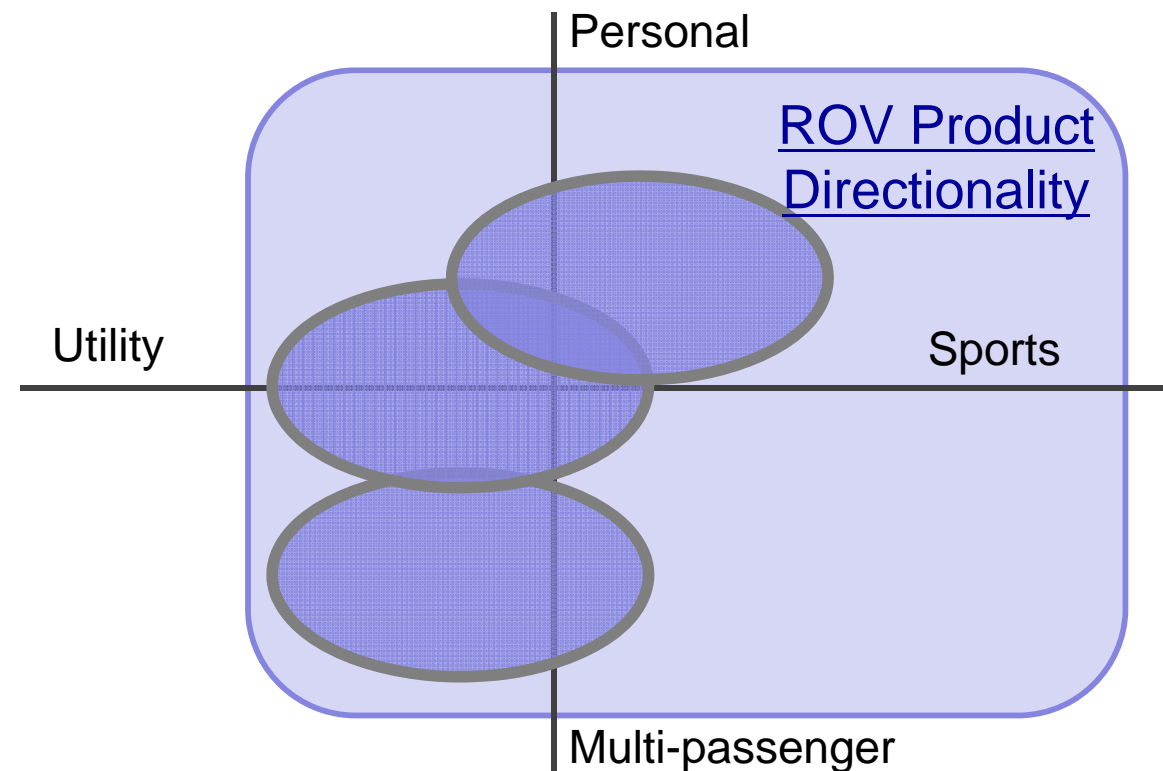 Personal
ROV Product
Directionality
Utility
Sports
Multi-passenger